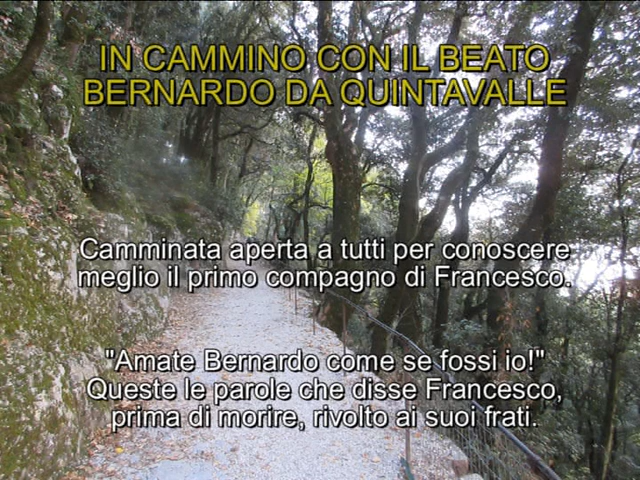 IN CAMMINO CON IL BEATO
BERNARDO DA QUINTAVALLE
Camminata aperta a tutti per conoscere
meglio il primo compagno di Francesco.
"Amate Bernardo come se fossi io!"
Queste le parole che disse Francesco,
prima di morire, rivolto ai suoi frati.